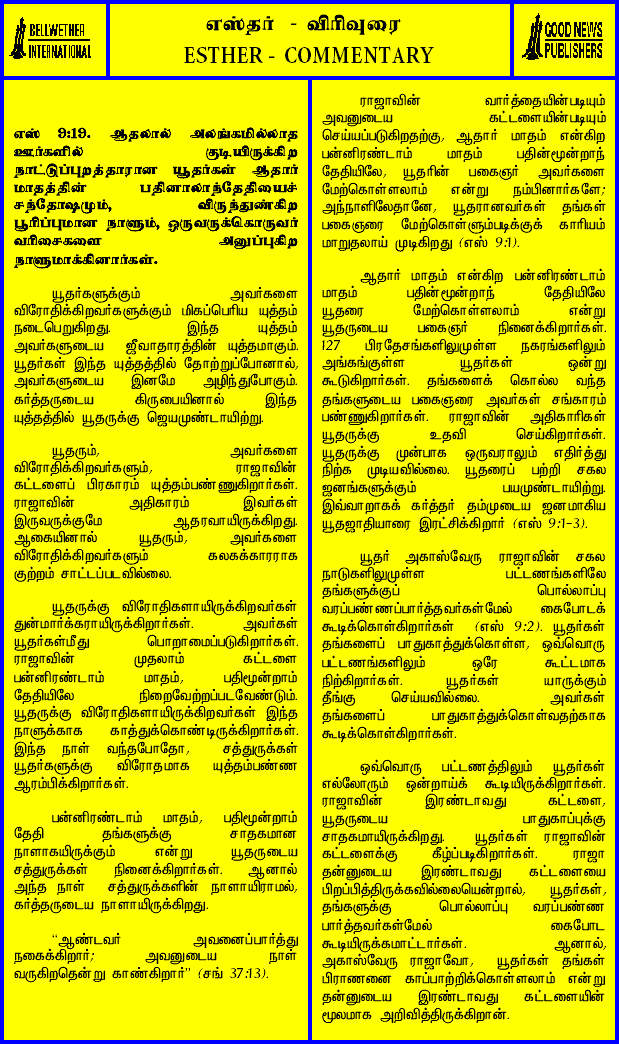 BELLWETHER
INTERNATIONAL
எஸ்தர் - விரிவுரை
ESTHER - COMMENTARY
GOOD NEWS
PUBLISHERS
எஸ் 9:19. ஆதலால் அலங்கமில்லாத
ஊர்களில் குடியிருக்கிற
நாட்டுப்புறத்தாரான யூதர்கள் ஆதார்
மாதத்தின் பதினாலாந்தேதியைச்
சந்தோஷமும், விருந்துண்கிற
பூரிப்புமான நாளும், ஒருவருக்கொருவர்
வரிசைகளை அனுப்புகிற
நாளுமாக்கினார்கள்.
யூதர்களுக்கும் அவர்களை
விரோதிக்கிறவர்களுக்கும் மிகப்பெரிய யுத்தம்
நடைபெறுகிறது. இந்த யுத்தம்
அவர்களுடைய ஜீவாதாரத்தின் யுத்தமாகும்.
யூதர்கள் இந்த யுத்தத்தில் தோற்றுப்போனால்,
அவர்களுடைய இனமே அழிந்துபோகும்.
கர்த்தருடைய கிருபையினால் இந்த
யுத்தத்தில் யூதருக்கு ஜெயமுண்டாயிற்று.
யூதரும், அவர்களை
விரோதிக்கிறவர்களும், ராஜாவின்
கட்டளைப் பிரகாரம் யுத்தம்பண்ணுகிறார்கள்.
ராஜாவின் அதிகாரம் இவர்கள்
இருவருக்குமே ஆதரவாயிருக்கிறது.
ஆகையினால் யூதரும், அவர்களை
விரோதிக்கிறவர்களும் கலகக்காரராக
குற்றம் சாட்டப்படவில்லை.
யூதருக்கு விரோதிகளாயிருக்கிறவர்கள்
துன்மார்க்கராயிருக்கிறார்கள். அவர்கள்
யூதர்கள்மீது பொறாமைப்படுகிறார்கள்.
ராஜாவின் முதலாம் கட்டளை
பன்னிரண்டாம் மாதம், பதிமூன்றாம்
தேதியிலே நிறைவேற்றப்படவேண்டும்.
யூதருக்கு விரோதிகளாயிருக்கிறவர்கள் இந்த
நாளுக்காக காத்துக்கொண்டிருக்கிறார்கள்.
இந்த நாள் வந்தபோதோ, சத்துருக்கள்
யூதர்களுக்கு விரோதமாக யுத்தம்பண்ண
ஆரம்பிக்கிறார்கள்.
பன்னிரண்டாம் மாதம், பதிமூன்றாம்
தேதி தங்களுக்கு சாதகமான
நாளாகயிருக்கும் என்று யூதருடைய
சத்துருக்கள் நினைக்கிறார்கள். ஆனால்
அந்த நாள் சத்துருக்களின் நாளாயிராமல்,
கர்த்தருடைய நாளாயிருக்கிறது.
“ஆண்டவர் அவனைப்பார்த்து
நகைக்கிறார்; அவனுடைய நாள்
வருகிறதென்று காண்கிறார்” (சங் 37:13).
ராஜாவின் வார்த்தையின்படியும்
அவனுடைய கட்டளையின்படியும்
செய்யப்படுகிறதற்கு, ஆதார் மாதம் என்கிற
பன்னிரண்டாம் மாதம் பதின்மூன்றாந்
தேதியிலே, யூதரின் பகைஞர் அவர்களை
மேற்கொள்ளலாம் என்று நம்பினார்களே;
அந்நாளிலேதானே, யூதரானவர்கள் தங்கள்
பகைஞரை மேற்கொள்ளும்படிக்குக் காரியம்
மாறுதலாய் முடிகிறது (எஸ் 9:1).
ஆதார் மாதம் என்கிற பன்னிரண்டாம்
மாதம் பதின்மூன்றாந் தேதியிலே
யூதரை மேற்கொள்ளலாம் என்று
யூதருடைய பகைஞர் நினைக்கிறார்கள்.
127 பிரதேசங்களிலுமுள்ள நகரங்களிலும்
அங்கங்குள்ள யூதர்கள் ஒன்று
கூடுகிறார்கள். தங்களைக் கொல்ல வந்த
தங்களுடைய பகைஞரை அவர்கள் சங்காரம்
பண்ணுகிறார்கள். ராஜாவின் அதிகாரிகள்
யூதருக்கு உதவி செய்கிறார்கள்.
யூதருக்கு முன்பாக ஒருவராலும் எதிர்த்து
நிற்க முடியவில்லை. யூதரைப் பற்றி சகல
ஜனங்களுக்கும் பயமுண்டாயிற்று.
இவ்வாறாகக் கர்த்தர் தம்முடைய ஜனமாகிய
யூதஜாதியாரை இரட்சிக்கிறார் (எஸ் 9:1-3).
யூதர் அகாஸ்வேரு ராஜாவின் சகல
நாடுகளிலுமுள்ள பட்டணங்களிலே
தங்களுக்குப் பொல்லாப்பு
வரப்பண்ணப்பார்த்தவர்கள்மேல் கைபோடக்
கூடிக்கொள்கிறார்கள் (எஸ் 9:2). யூதர்கள்
தங்களைப் பாதுகாத்துக்கொள்ள, ஒவ்வொரு
பட்டணங்களிலும் ஒரே கூட்டமாக
நிற்கிறார்கள். யூதர்கள் யாருக்கும்
தீங்கு செய்யவில்லை. அவர்கள்
தங்களைப் பாதுகாத்துக்கொள்வதற்காக
கூடிக்கொள்கிறார்கள்.
ஒவ்வொரு பட்டணத்திலும் யூதர்கள்
எல்லோரும் ஒன்றாய்க் கூடியிருக்கிறார்கள்.
ராஜாவின் இரண்டாவது கட்டளை,
யூதருடைய பாதுகாப்புக்கு
சாதகமாயிருக்கிறது. யூதர்கள் ராஜாவின்
கட்டளைக்கு கீழ்ப்படிகிறார்கள். ராஜா
தன்னுடைய இரண்டாவது கட்டளையை
பிறப்பித்திருக்கவில்லையென்றால், யூதர்கள்,
தங்களுக்கு பொல்லாப்பு வரப்பண்ண
பார்த்தவர்கள்மேல் கைபோட
கூடியிருக்கமாட்டார்கள். ஆனால்,
அகாஸ்வேரு ராஜாவோ, யூதர்கள் தங்கள்
பிராணனை காப்பாற்றிக்கொள்ளலாம் என்று
தன்னுடைய இரண்டாவது கட்டளையின்
மூலமாக அறிவித்திருக்கிறான்.